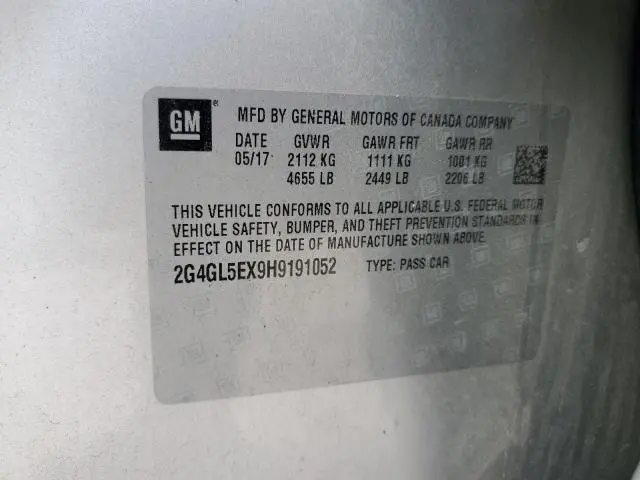 GM ®
MFD BY GENERAL MOTORS OF CANADA COMPANY
DATE GVWR GAWR FRT GAWR RR
05/17 2112 KG 1111 KG 1001 KG
4655 LB 2449 LB 2206 LB
THIS VEHICLE CONFORMS TO ALL APPLICABLE U.S. FEDERAL MOTOR
VEHICLE SAFETY, BUMPER, AND THEFT PREVENTION STANDARDS IN
EFFECT ON THE DATE OF MANUFACTURE SHOWN ABOVE.
2G4GL5EX9H9191052 TYPE: PASS CAR